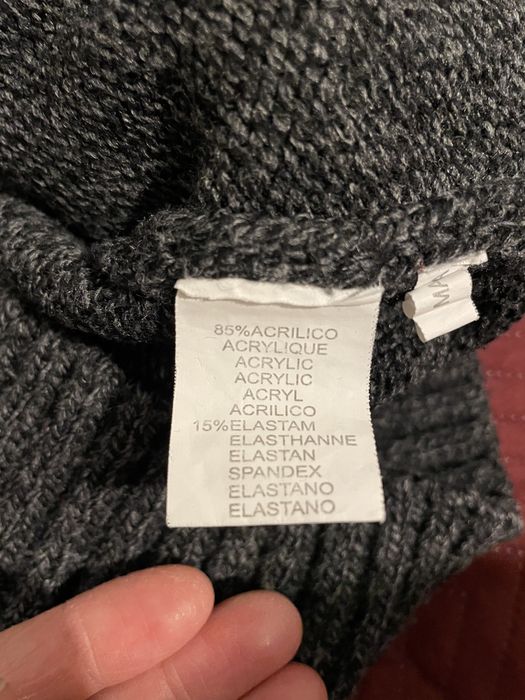 85%ACRILICO
ACRYLIQUE
ACRYLIC
ACRYLIC
ACRYL
ACRILICO
15%ELASTAM
ELASTHANNE
ELASTAN
SPANDEX
ELASTANO
ELASTANO